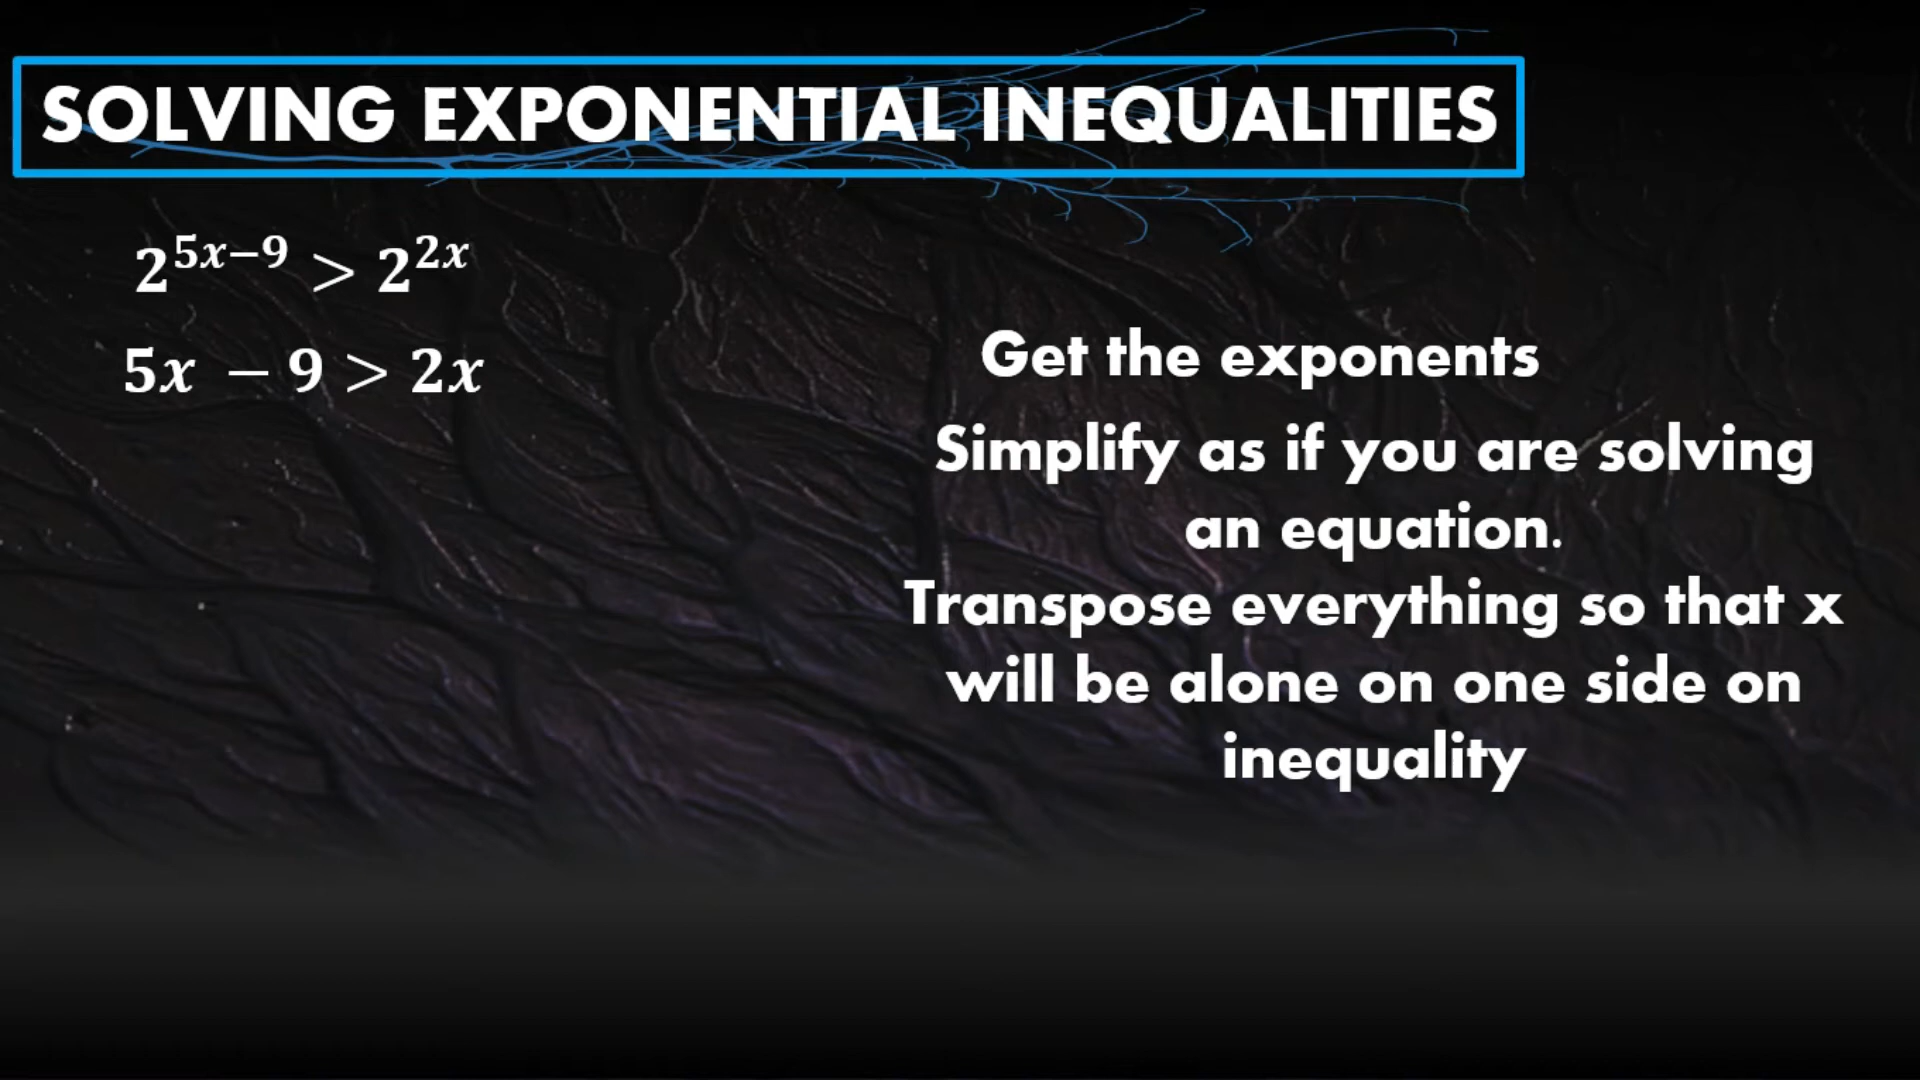 SOLVING EXPONENTIAL INEQUALITIES
2^{5x−9} > 2^{2x}
5x − 9 > 2x
Get the exponents
Simplify as if you are solving
an equation.
Transpose everything so that x
will be alone on one side on
inequality